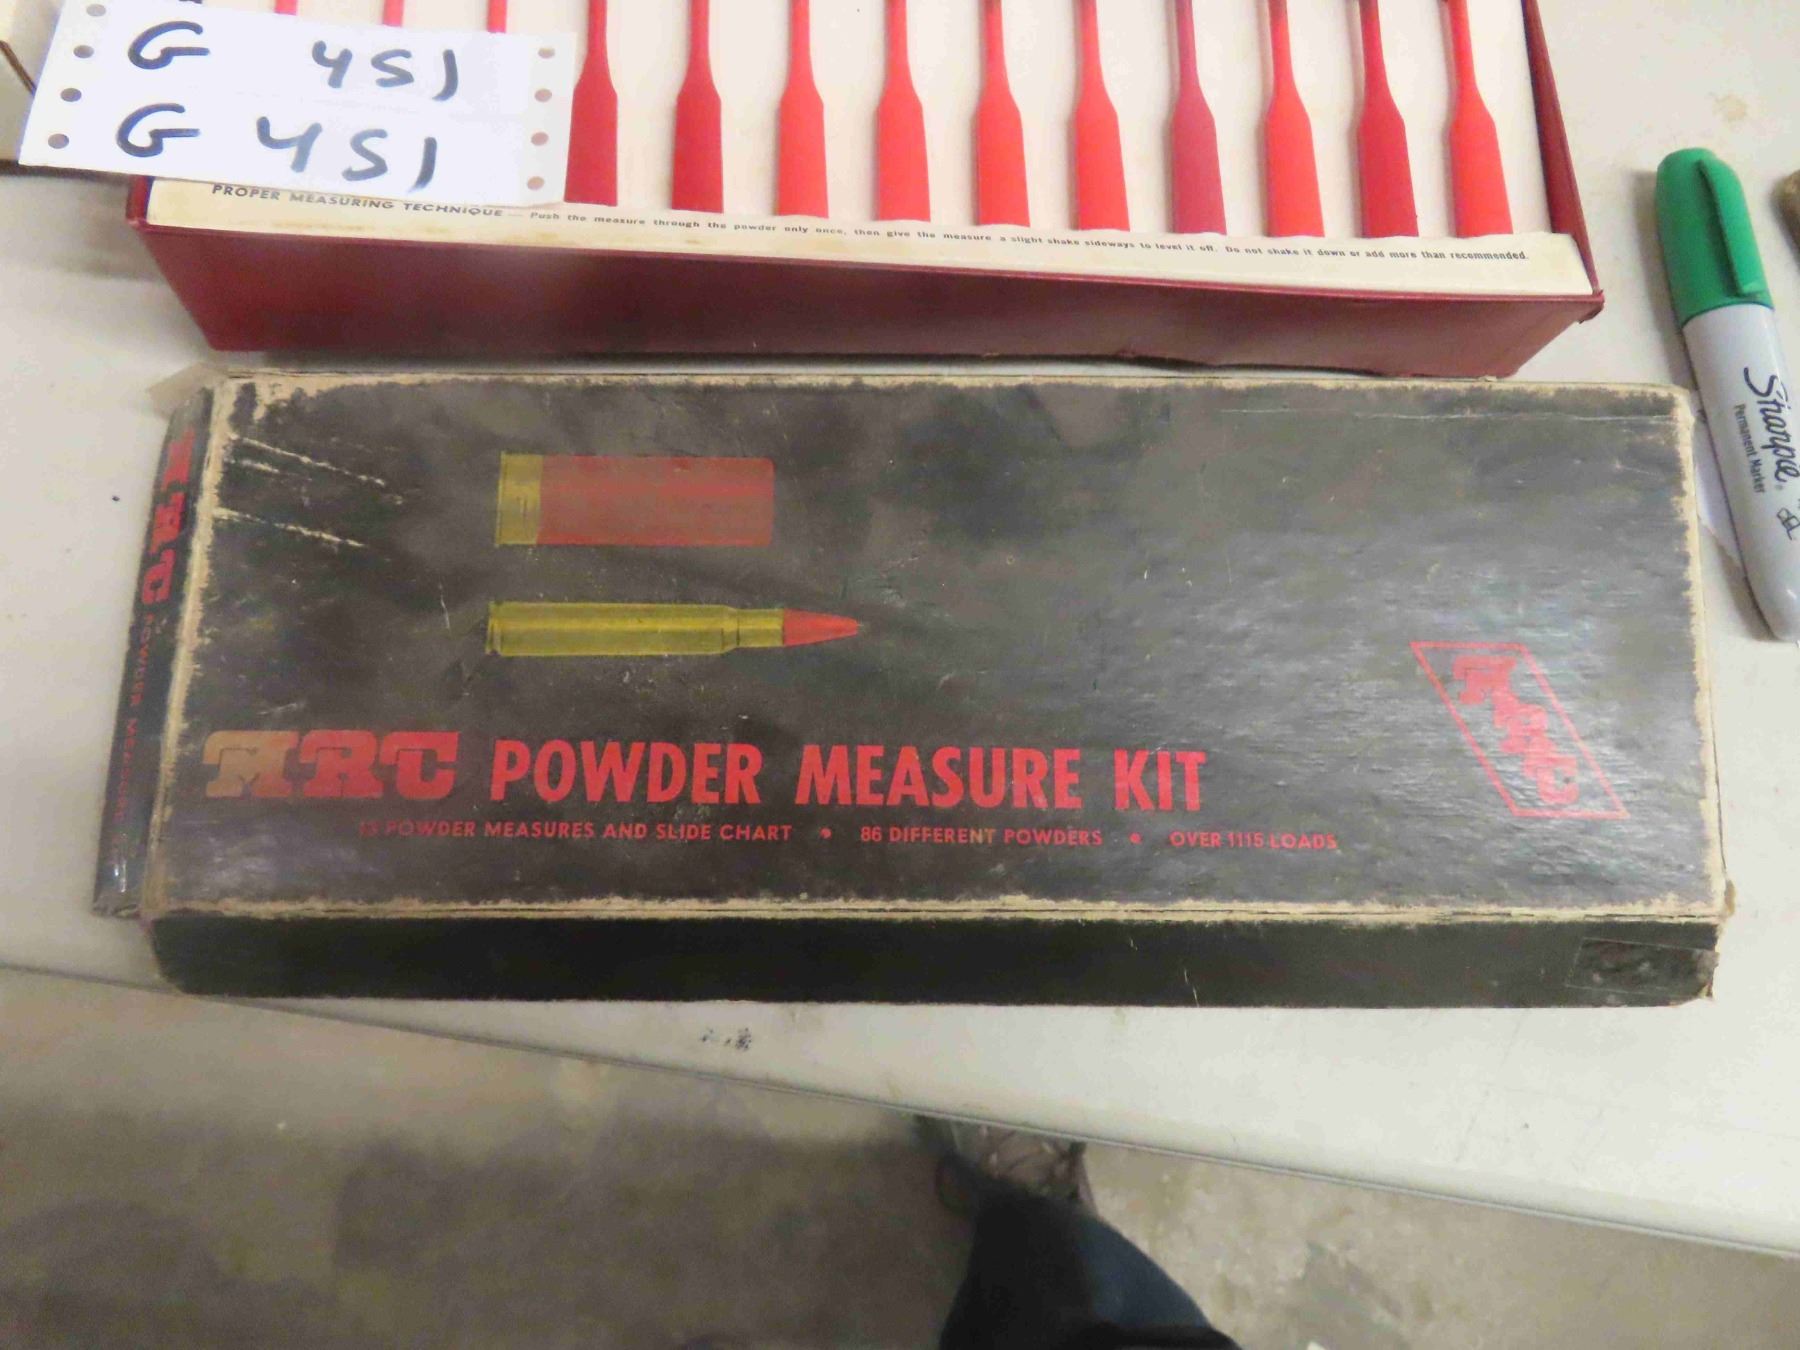 G 451
G 451
PROPER MEASURING TECHNIQUE — Push the measure through the powder only once, then give the measure a slight shake sideways to level it off. Do not shake it down or add more than recommended.
Sharpie
Permanent Marker
MRC POWDER MEASURE
MRC
MRC POWDER MEASURE KIT
13 POWDER MEASURES AND SLIDE CHART • 86 DIFFERENT POWDERS • OVER 1115 LOADS